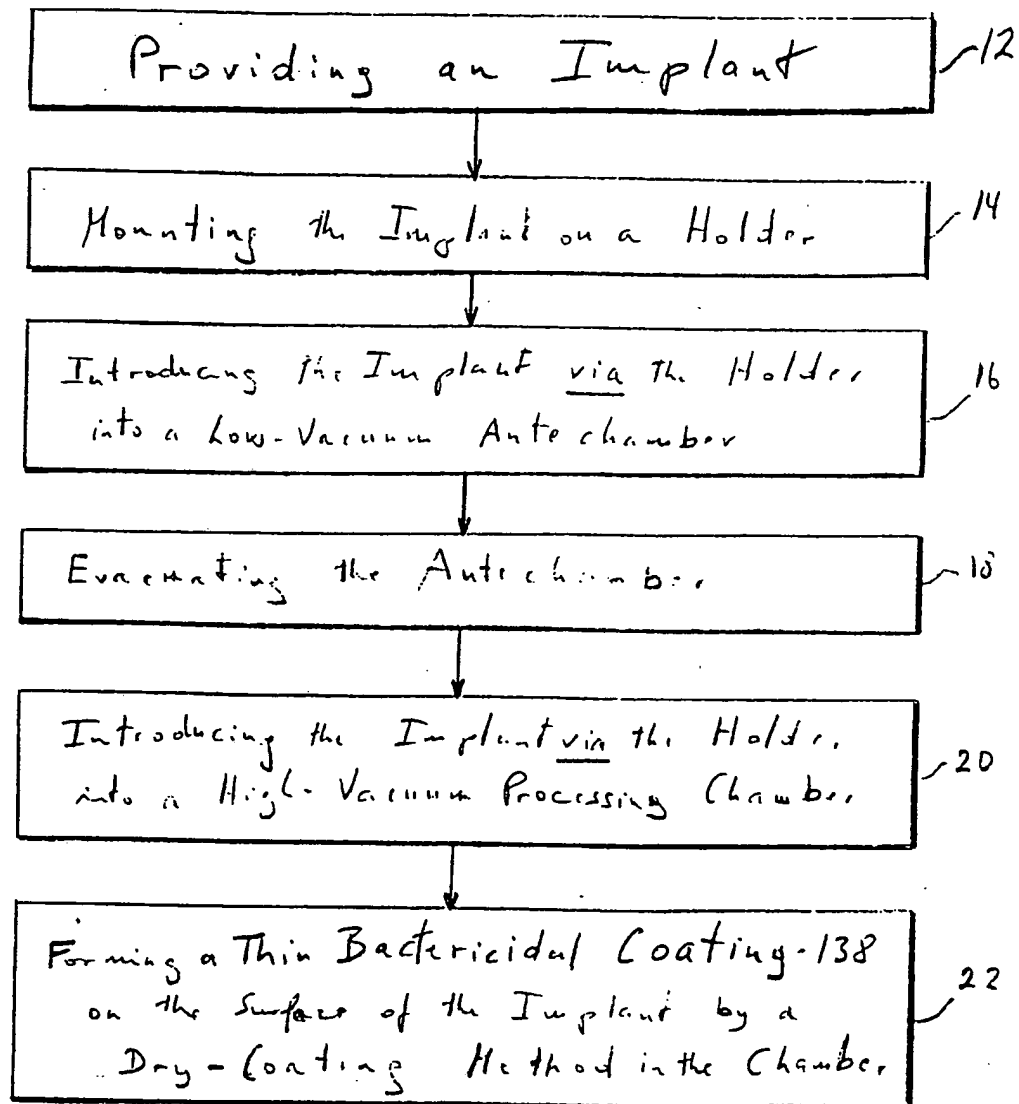 Providing an Implant
12
Mounting the Implant on a Holder
14
Introducing the Implant via the Holder
into a Low-Vacuum Antechamber
16
Evacuating the Antechamber
18
Introducing the Implant via the Holder
into a High-Vacuum Processing Chamber
20
Forming a Thin Bactericidal Coating-138
on the Surface of the Implant by a
Dry-Coating Method in the Chamber
22